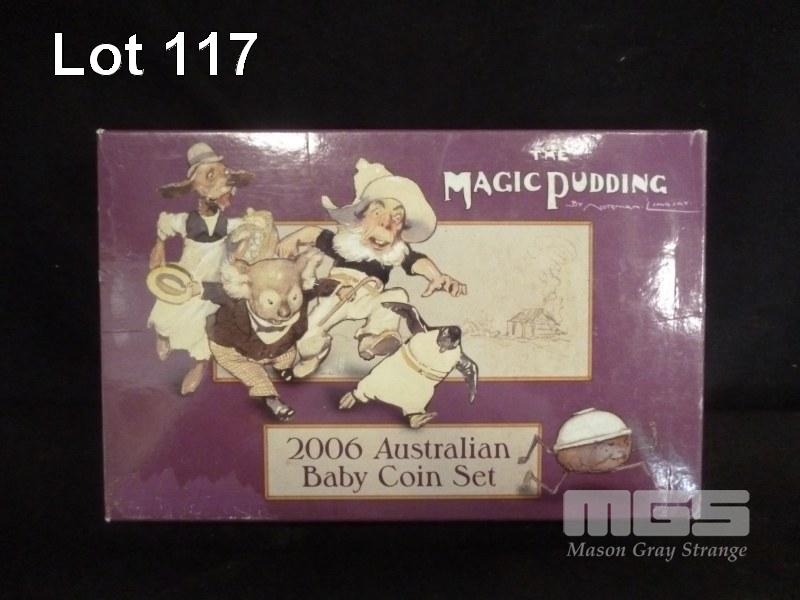 Lot 117
THE
MAGIC PUDDING
BY NORMAN LINDSAY
2006 Australian
Baby Coin Set
MGS
Mason Gray Strange